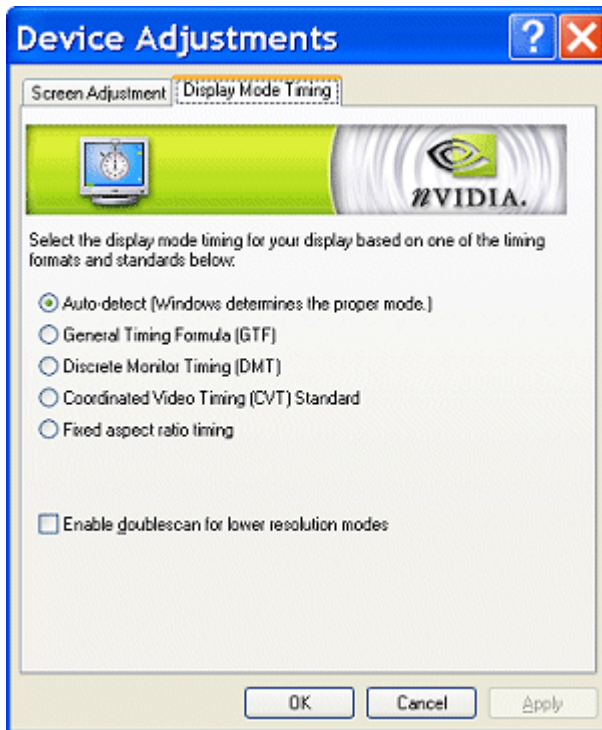 Device Adjustments
Screen Adjustment
Display Mode Timing
nVIDIA.
Select the display mode timing for your display based on one of the timing
formats and standards below:
Auto-detect (Windows determines the proper mode.)
General Timing Formula (GTF)
Discrete Monitor Timing (DMT)
Coordinated Video Timing (CVT) Standard
Fixed aspect ratio timing
Enable doublescan for lower resolution modes
OK
Cancel
Apply